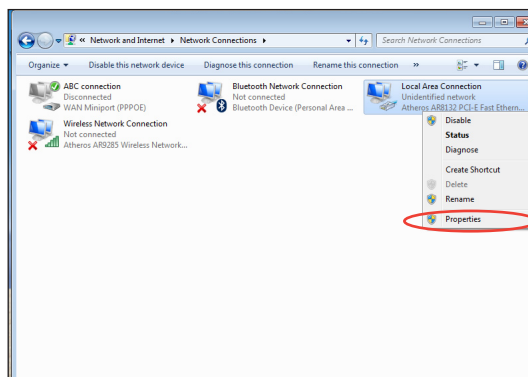 « Network and Internet ▸ Network Connections ▸ Search Network Connections
Organize ▾ Disable this network device Diagnose this connection Rename this connection »
ABC connection
Disconnected
WAN Miniport (PPPOE)
Bluetooth Network Connection
Not connected
Bluetooth Device (Personal Area ...
Local Area Connection
Unidentified network
Atheros AR8132 PCI-E Fast Ethern...
Wireless Network Connection
Not connected
Atheros AR9285 Wireless Network...
Disable
Status
Diagnose
Create Shortcut
Delete
Rename
Properties